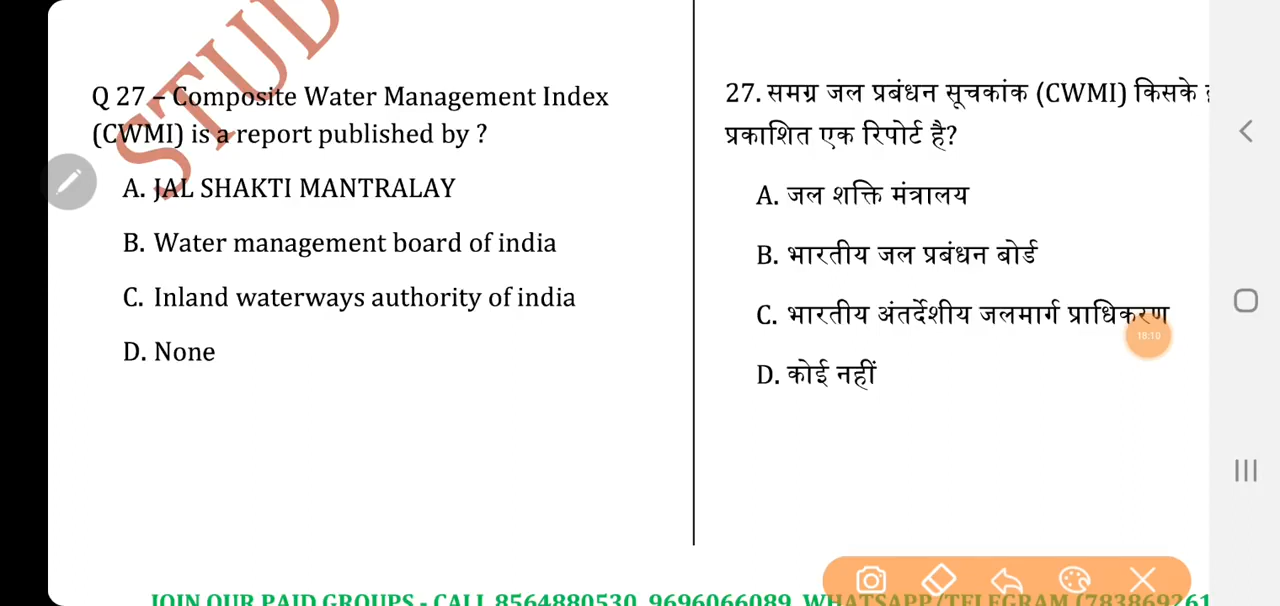 STUD
Q 27 – Composite Water Management Index
(CWMI) is a report published by ?
A. JAL SHAKTI MANTRALAY
B. Water management board of india
C. Inland waterways authority of india
D. None
27. समग्र जल प्रबंधन सूचकांक (CWMI) किसके
प्रकाशित एक रिपोर्ट है?
A. जल शक्ति मंत्रालय
B. भारतीय जल प्रबंधन बोर्ड
C. भारतीय अंतर्देशीय जलमार्ग प्राधिकरण
18:10
D. कोई नहीं
JOIN OUR PAID GROUPS - CALL 8564880530, 9696066089, WHATSAPP/TELEGRAM (783869261